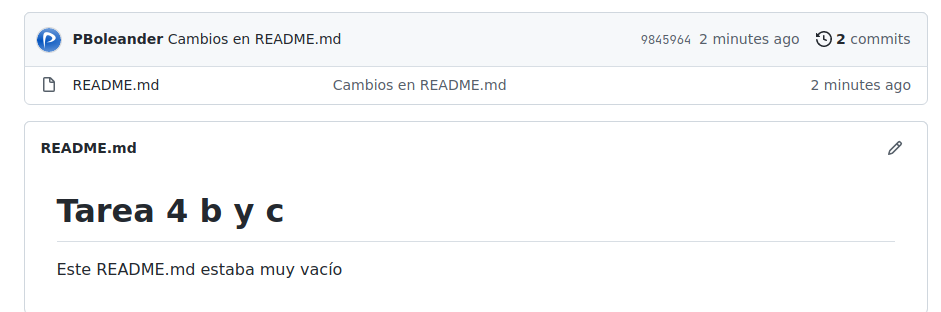 PBoleander Cambios en README.md 9845964 2 minutes ago 2 commits
README.md Cambios en README.md 2 minutes ago
README.md
Tarea 4 b y c
Este README.md estaba muy vacío